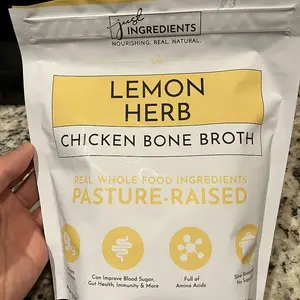 just
INGREDIENTS
NOURISHING. REAL. NATURAL.
LEMON
HERB
CHICKEN BONE BROTH
REAL WHOLE FOOD INGREDIENTS
PASTURE-RAISED
Can Improve Blood Sugar,
Gut Health, Immunity & More
Full of
Amino Acids
No